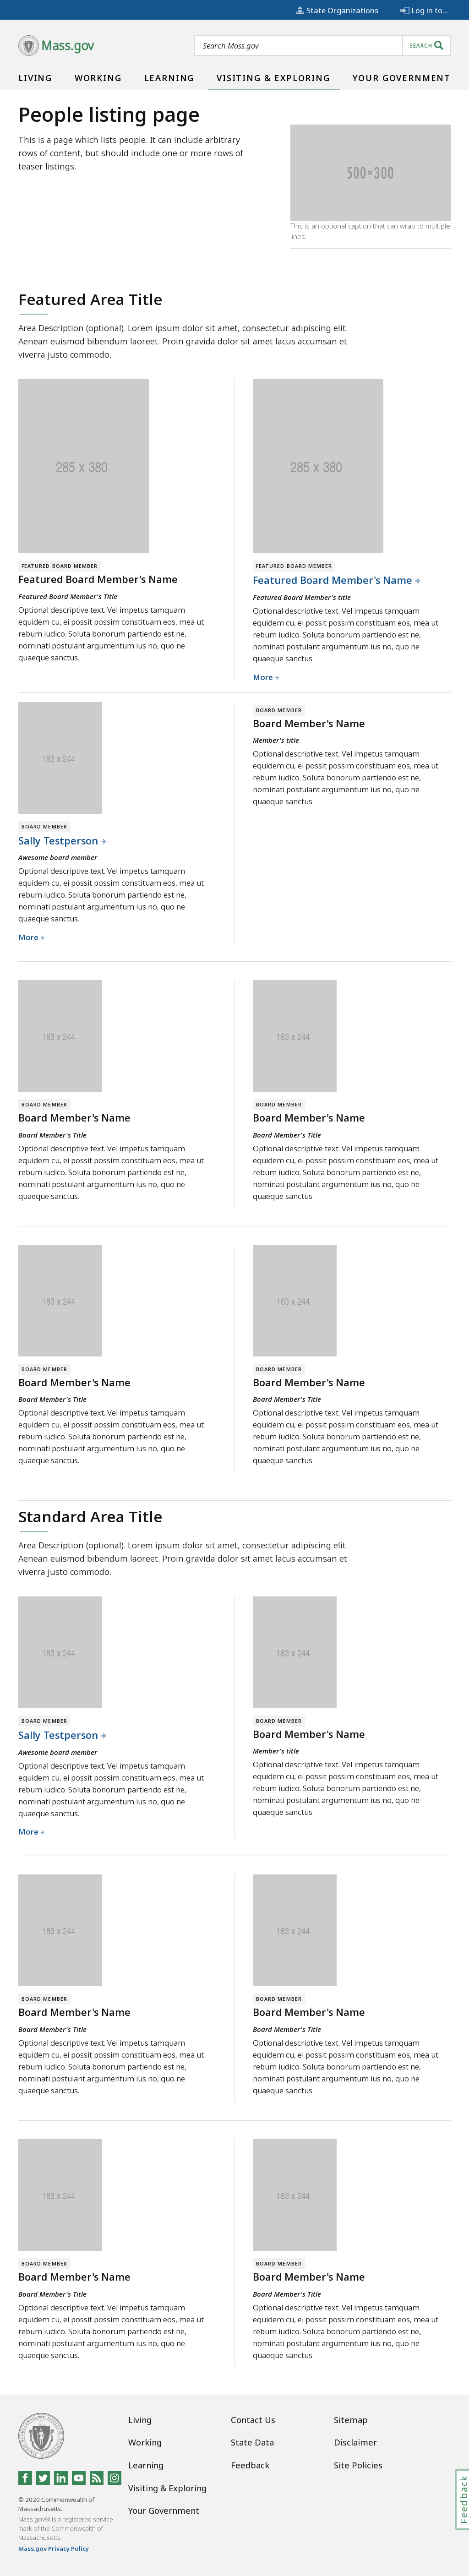 State Organizations Log in to...
Mass.gov Search Mass.gov SEARCH
LIVING WORKING LEARNING VISITING & EXPLORING YOUR GOVERNMENT
People listing page
This is a page which lists people. It can include arbitrary
rows of content, but should include one or more rows of
teaser listings.
500×300
This is an optional caption that can wrap to multiple
lines.
Featured Area Title
Area Description (optional). Lorem ipsum dolor sit amet, consectetur adipiscing elit.
Aenean euismod bibendum laoreet. Proin gravida dolor sit amet lacus accumsan et
viverra justo commodo.
285 x 380
FEATURED BOARD MEMBER
Featured Board Member's Name
Featured Board Member's Title
Optional descriptive text. Vel impetus tamquam
equidem cu, ei possit possim constituam eos, mea ut
rebum iudico. Soluta bonorum partiendo est ne,
nominati postulant argumentum ius no, quo ne
quaeque sanctus.
285 x 380
FEATURED BOARD MEMBER
Featured Board Member's Name
Featured Board Member's title
Optional descriptive text. Vel impetus tamquam
equidem cu, ei possit possim constituam eos, mea ut
rebum iudico. Soluta bonorum partiendo est ne,
nominati postulant argumentum ius no, quo ne
quaeque sanctus.
More
183 x 244
BOARD MEMBER
Sally Testperson
Awesome board member
Optional descriptive text. Vel impetus tamquam
equidem cu, ei possit possim constituam eos, mea ut
rebum iudico. Soluta bonorum partiendo est ne,
nominati postulant argumentum ius no, quo ne
quaeque sanctus.
More
BOARD MEMBER
Board Member's Name
Member's title
Optional descriptive text. Vel impetus tamquam
equidem cu, ei possit possim constituam eos, mea ut
rebum iudico. Soluta bonorum partiendo est ne,
nominati postulant argumentum ius no, quo ne
quaeque sanctus.
183 x 244
BOARD MEMBER
Board Member's Name
Board Member's Title
Optional descriptive text. Vel impetus tamquam
equidem cu, ei possit possim constituam eos, mea ut
rebum iudico. Soluta bonorum partiendo est ne,
nominati postulant argumentum ius no, quo ne
quaeque sanctus.
183 x 244
BOARD MEMBER
Board Member's Name
Board Member's Title
Optional descriptive text. Vel impetus tamquam
equidem cu, ei possit possim constituam eos, mea ut
rebum iudico. Soluta bonorum partiendo est ne,
nominati postulant argumentum ius no, quo ne
quaeque sanctus.
183 x 244
BOARD MEMBER
Board Member's Name
Board Member's Title
Optional descriptive text. Vel impetus tamquam
equidem cu, ei possit possim constituam eos, mea ut
rebum iudico. Soluta bonorum partiendo est ne,
nominati postulant argumentum ius no, quo ne
quaeque sanctus.
183 x 244
BOARD MEMBER
Board Member's Name
Board Member's Title
Optional descriptive text. Vel impetus tamquam
equidem cu, ei possit possim constituam eos, mea ut
rebum iudico. Soluta bonorum partiendo est ne,
nominati postulant argumentum ius no, quo ne
quaeque sanctus.
Standard Area Title
Area Description (optional). Lorem ipsum dolor sit amet, consectetur adipiscing elit.
Aenean euismod bibendum laoreet. Proin gravida dolor sit amet lacus accumsan et
viverra justo commodo.
183 x 244
BOARD MEMBER
Sally Testperson
Awesome board member
Optional descriptive text. Vel impetus tamquam
equidem cu, ei possit possim constituam eos, mea ut
rebum iudico. Soluta bonorum partiendo est ne,
nominati postulant argumentum ius no, quo ne
quaeque sanctus.
More
183 x 244
BOARD MEMBER
Board Member's Name
Member's title
Optional descriptive text. Vel impetus tamquam
equidem cu, ei possit possim constituam eos, mea ut
rebum iudico. Soluta bonorum partiendo est ne,
nominati postulant argumentum ius no, quo ne
quaeque sanctus.
183 x 244
BOARD MEMBER
Board Member's Name
Board Member's Title
Optional descriptive text. Vel impetus tamquam
equidem cu, ei possit possim constituam eos, mea ut
rebum iudico. Soluta bonorum partiendo est ne,
nominati postulant argumentum ius no, quo ne
quaeque sanctus.
183 x 244
BOARD MEMBER
Board Member's Name
Board Member's Title
Optional descriptive text. Vel impetus tamquam
equidem cu, ei possit possim constituam eos, mea ut
rebum iudico. Soluta bonorum partiendo est ne,
nominati postulant argumentum ius no, quo ne
quaeque sanctus.
183 x 244
BOARD MEMBER
Board Member's Name
Board Member's Title
Optional descriptive text. Vel impetus tamquam
equidem cu, ei possit possim constituam eos, mea ut
rebum iudico. Soluta bonorum partiendo est ne,
nominati postulant argumentum ius no, quo ne
quaeque sanctus.
183 x 244
BOARD MEMBER
Board Member's Name
Board Member's Title
Optional descriptive text. Vel impetus tamquam
equidem cu, ei possit possim constituam eos, mea ut
rebum iudico. Soluta bonorum partiendo est ne,
nominati postulant argumentum ius no, quo ne
quaeque sanctus.
Living
Working
Learning
Visiting & Exploring
Your Government
Contact Us
State Data
Feedback
Sitemap
Disclaimer
Site Policies
© 2020 Commonwealth of
Massachusetts.
Mass.gov® is a registered service
mark of the Commonwealth of
Massachusetts.
Mass.gov Privacy Policy
Feedback